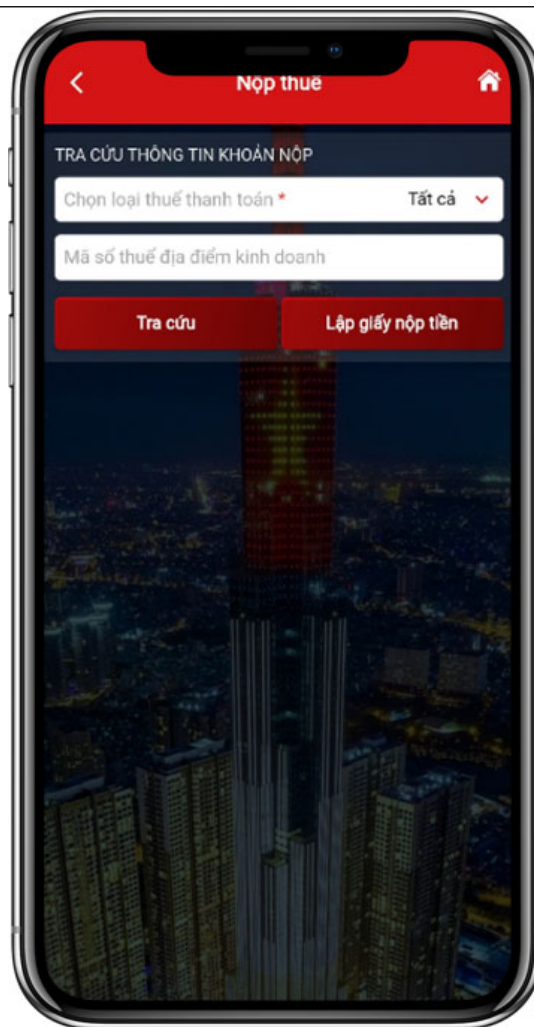 Nộp thuế
TRA CỨU THÔNG TIN KHOẢN NỘP
Chọn loại thuế thanh toán * Tất cả
Mã số thuế địa điểm kinh doanh
Tra cứu Lập giấy nộp tiền